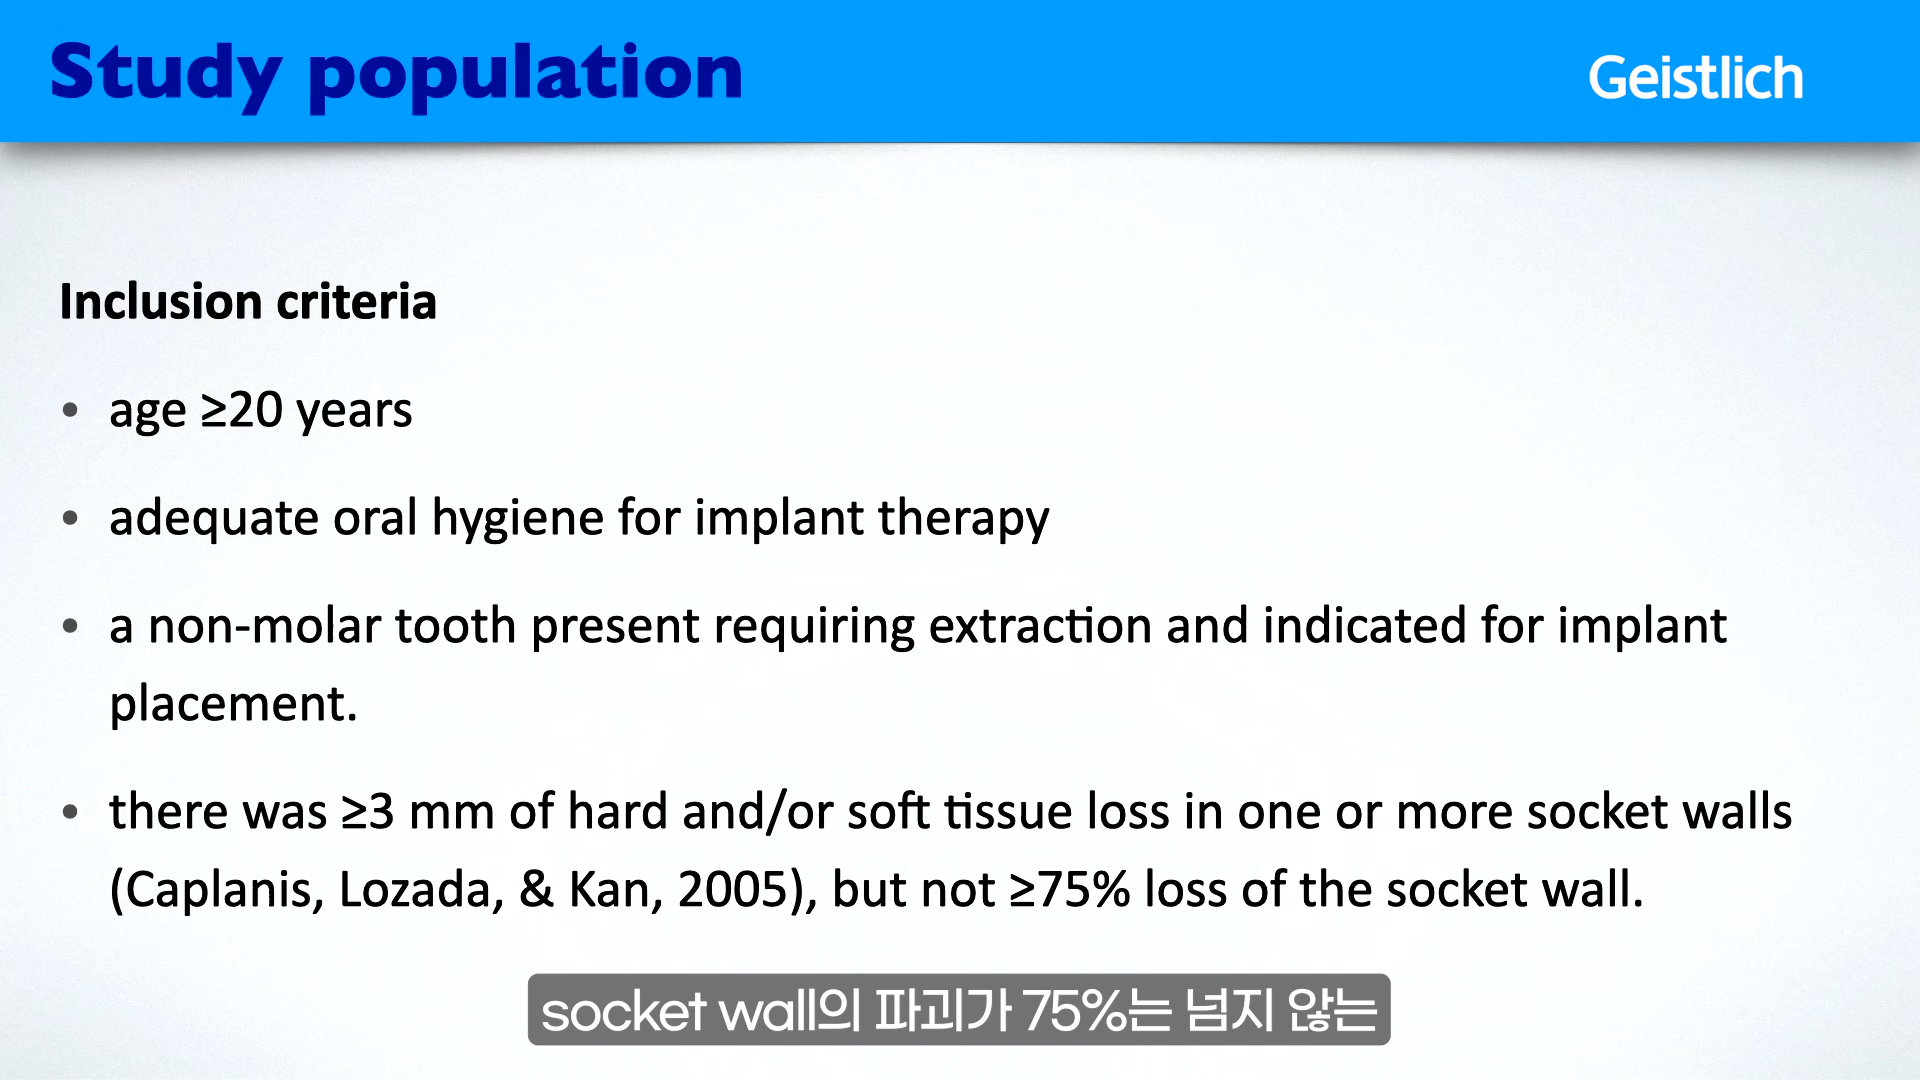 Study population
Geistlich
Inclusion criteria
• age ≥20 years
• adequate oral hygiene for implant therapy
• a non-molar tooth present requiring extraction and indicated for implant
placement.
• there was ≥3 mm of hard and/or soft tissue loss in one or more socket walls
(Caplanis, Lozada, & Kan, 2005), but not ≥75% loss of the socket wall.
socket wall의 파괴가 75%는 넘지 않는